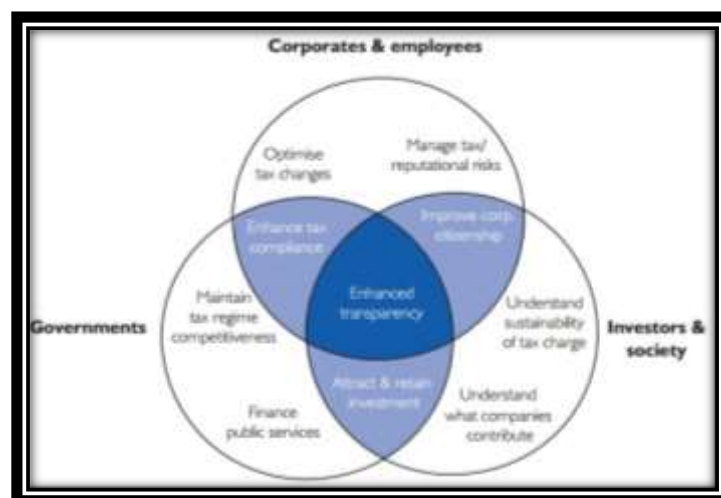 Corporates & employees
Optimise
tax changes
Manage tax/
reputational risks
Enhance tax
compliance
Improve corp.
citizenship
Enhanced
transparency
Governments
Maintain
tax regime
competitiveness
Understand
sustainability
of tax charge
Investors &
society
Attract & retain
investment
Finance
public services
Understand
what companies
contribute